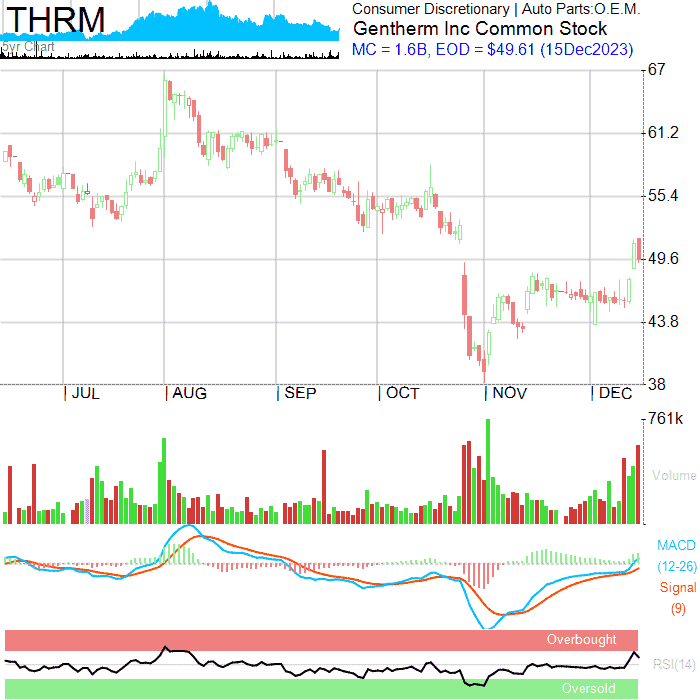 THRM
5yr Chart
Consumer Discretionary | Auto Parts:O.E.M.
Gentherm Inc Common Stock
MC = 1.6B, EOD = $49.61 (15Dec2023)
67
61.2
55.4
49.6
43.8
38
| JUL | AUG | SEP | OCT | NOV | DEC
761k
Volume
MACD
(12-26)
Signal
(9)
Overbought
RSI(14)
Oversold